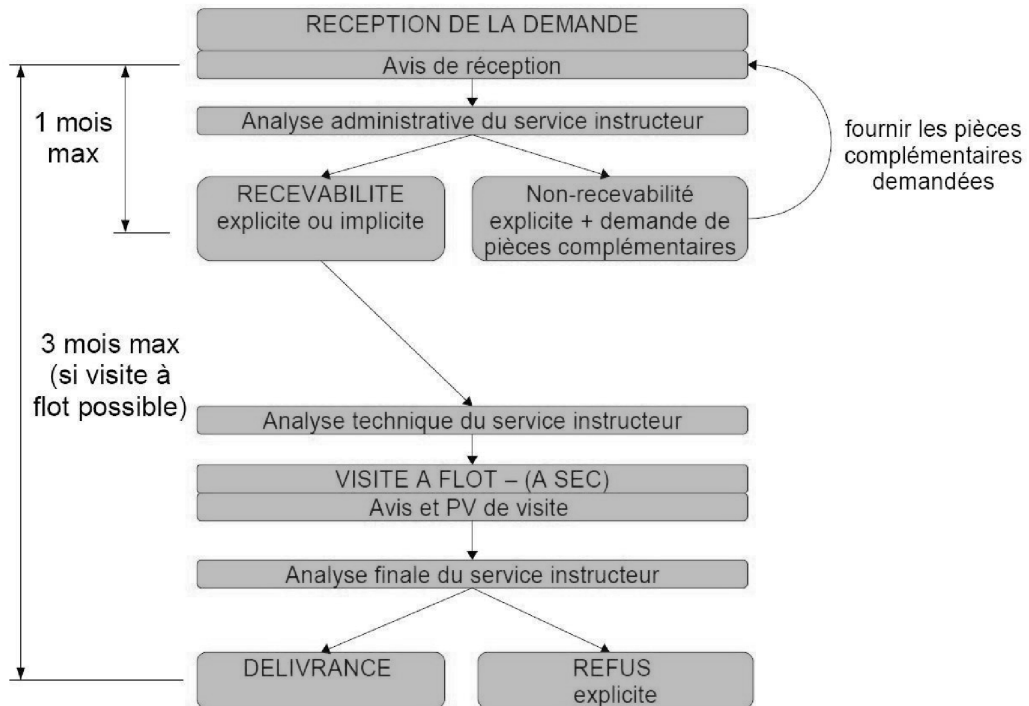 RECEPTION DE LA DEMANDE
Avis de réception
1 mois
max
Analyse administrative du service instructeur
fournir les pièces
complémentaires
demandées
RECEVABILITE
explicite ou implicite
Non-recevabilité
explicite + demande de
pièces complémentaires
3 mois max
(si visite à
flot possible)
Analyse technique du service instructeur
VISITE A FLOT – (A SEC)
Avis et PV de visite
Analyse finale du service instructeur
DELIVRANCE
REFUS
explicite